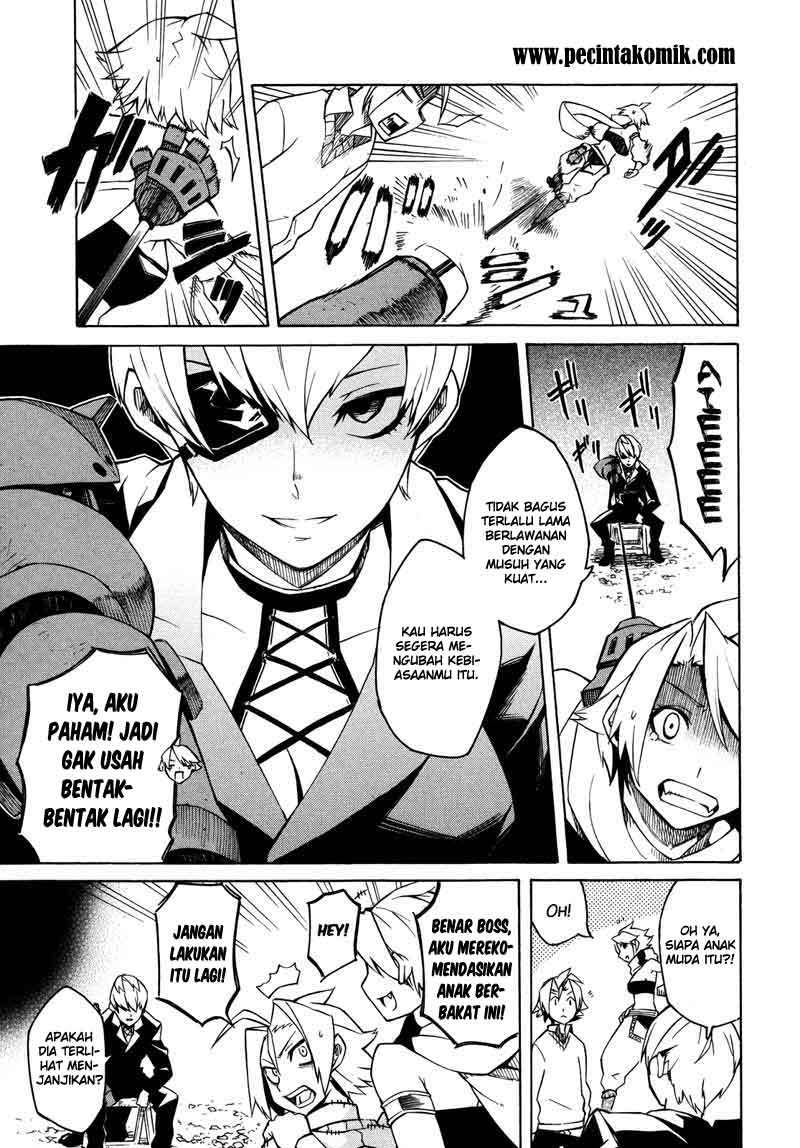 www.pecintakomik.com
TIDAK BAGUS
TERLALU LAMA
BERLAWANAN
DENGAN
MUSUH YANG
KUAT...
KAU HARUS
SEGERA ME-
NGUBAH KEBI-
ASAANMU ITU.
IYA, AKU
PAHAM! JADI
GAK USAH
BENTAK-
BENTAK LAGI!!
OH YA,
SIAPA ANAK
MUDA ITU?!
OH!
BENAR BOSS,
AKU MEREKO-
MENDASIKAN
ANAK BER-
BAKAT INI!
HEY!
JANGAN
LAKUKAN
ITU LAGI!
APAKAH
DIA TERLI-
HAT MEN-
JANJIKAN?